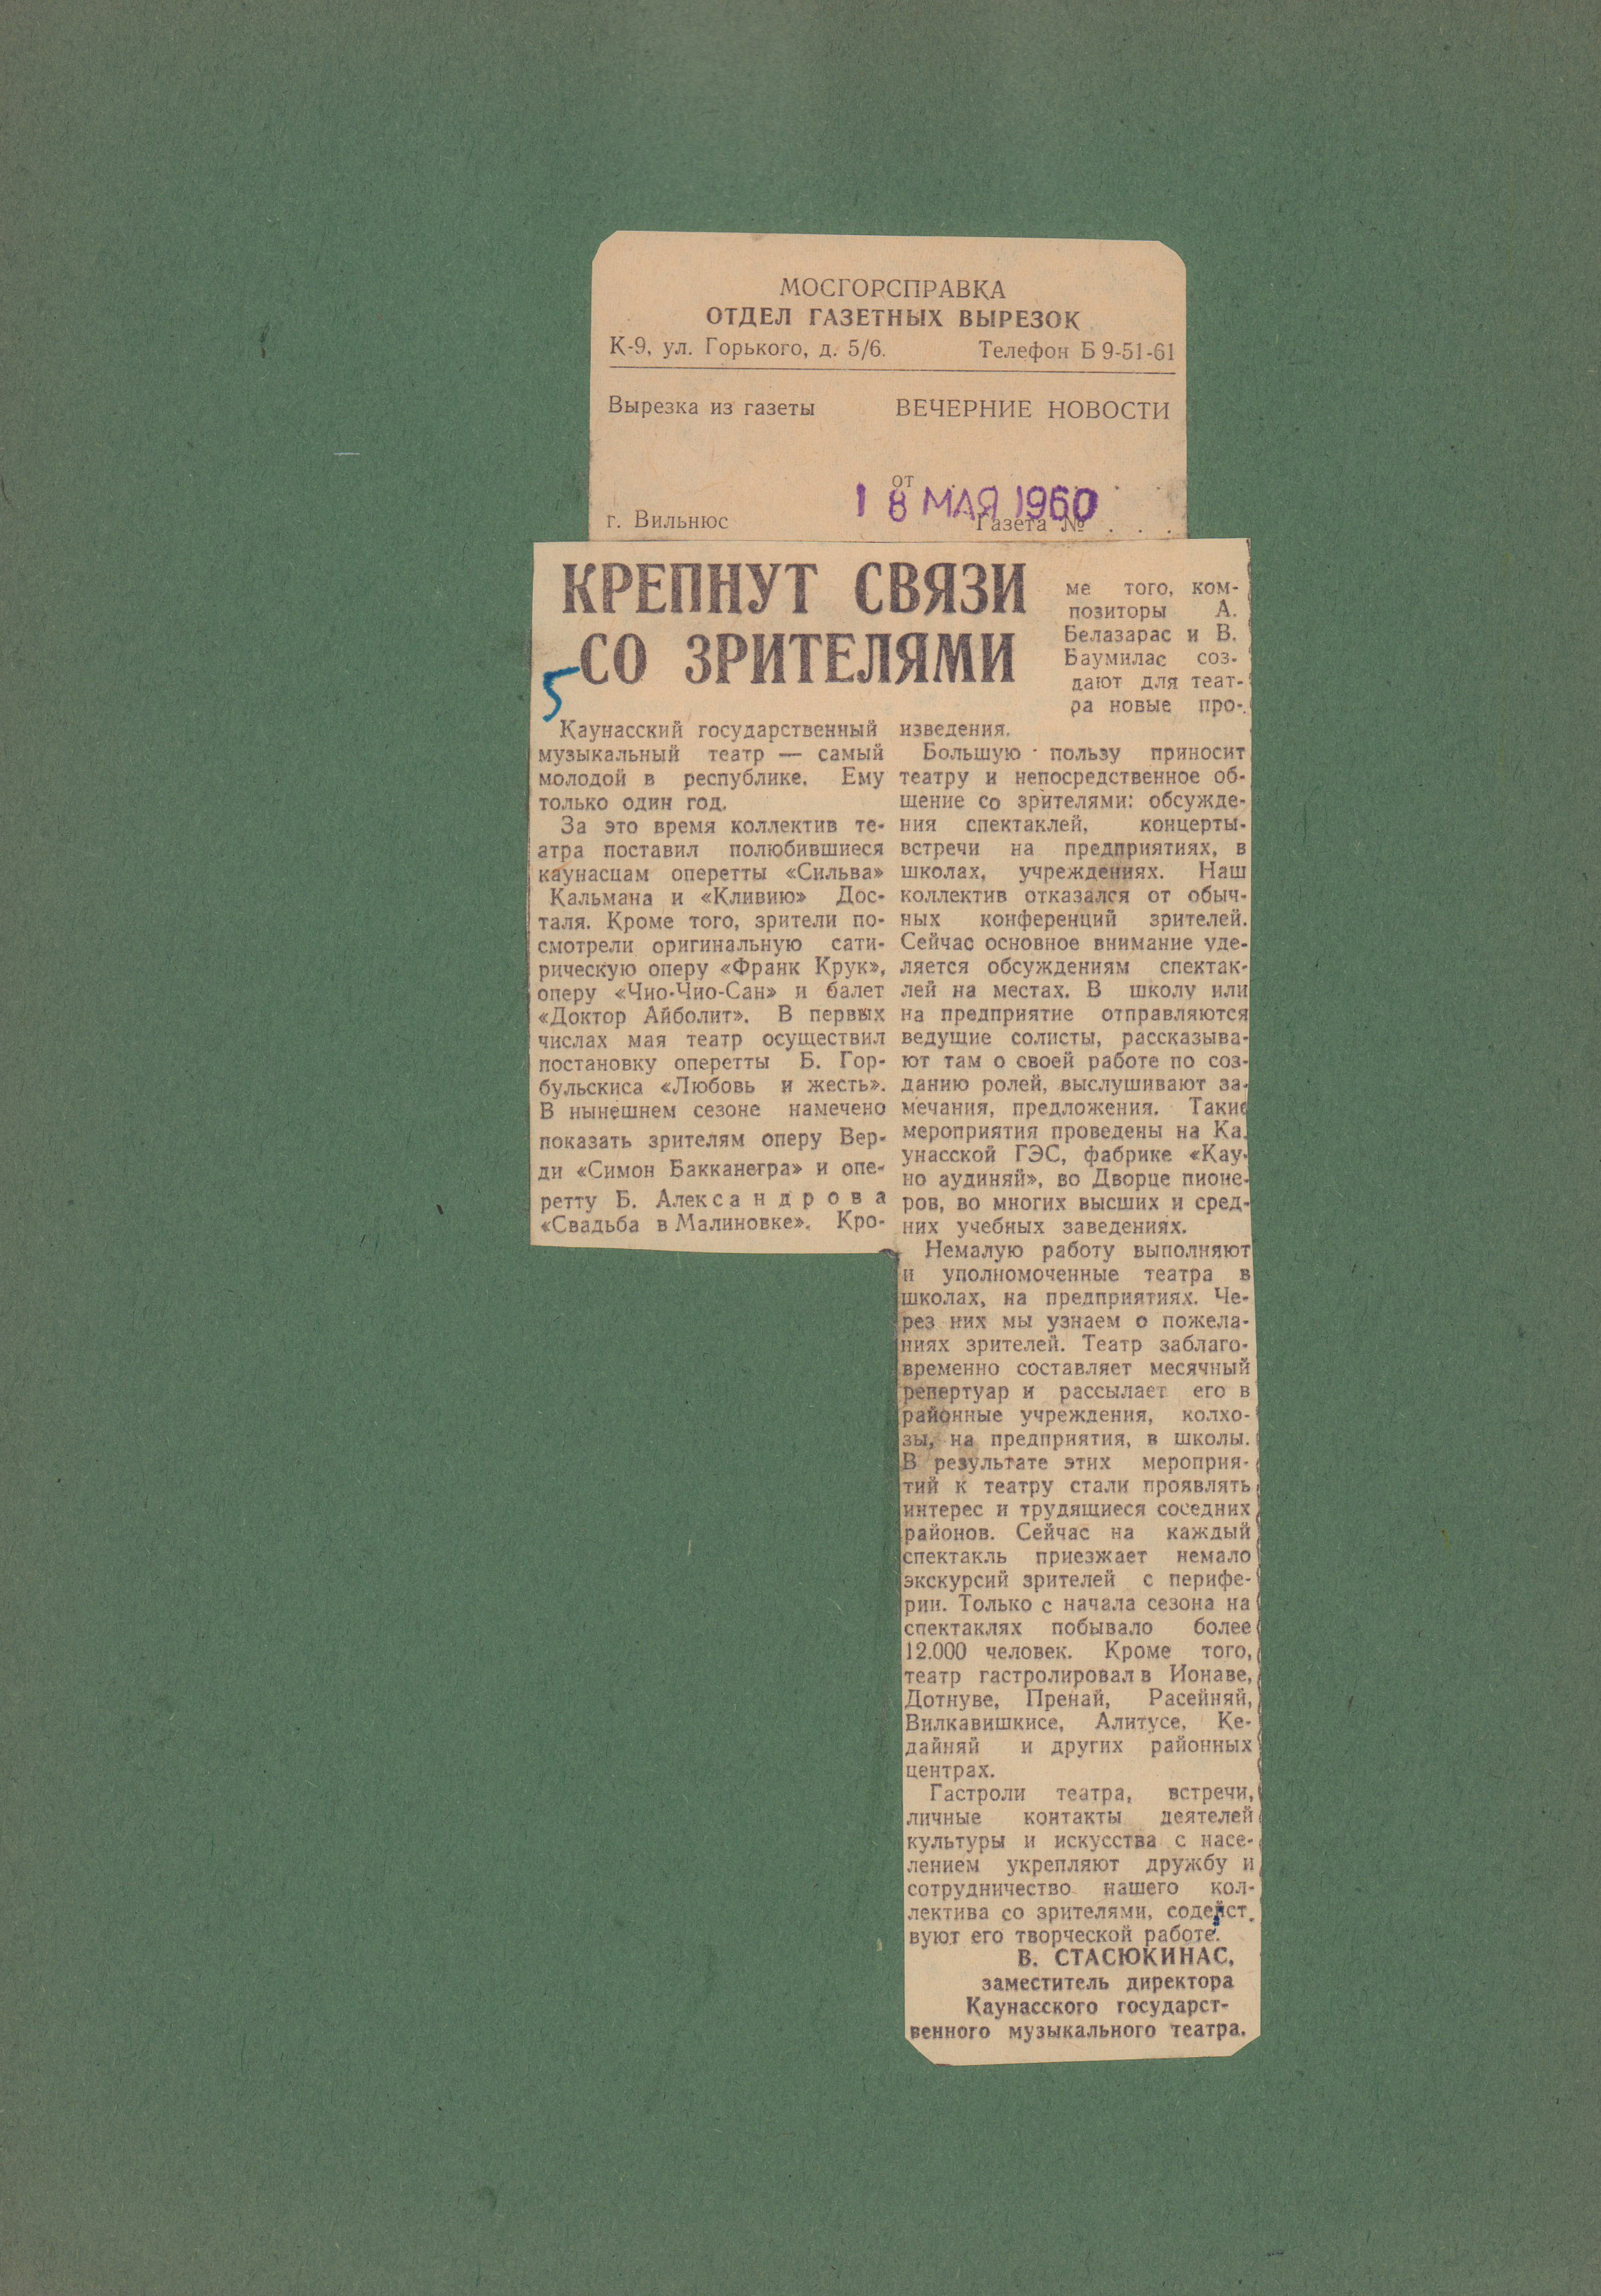 МОСГОРСПРАВКА
ОТДЕЛ ГАЗЕТНЫХ ВЫРЕЗОК
К-9, ул. Горького, д. 5/6. Телефон Б 9-51-61
Вырезка из газеты ВЕЧЕРНИЕ НОВОСТИ
от
18 МАЯ 1960
г. Вильнюс Газета № . . .
КРЕПНУТ СВЯЗИ
СО ЗРИТЕЛЯМИ
5
Каунасский государственный
музыкальный театр — самый
молодой в республике. Ему
только один год.
За это время коллектив те-
атра поставил полюбившиеся
каунасцам оперетты «Сильва»
Кальмана и «Кливию» Дос-
таля. Кроме того, зрители по-
смотрели оригинальную сати-
рическую оперу «Франк Крук»,
оперу «Чио-Чио-Сан» и балет
«Доктор Айболит». В первых
числах мая театр осуществил
постановку оперетты Б. Гор-
бульскиса «Любовь и жесть».
В нынешнем сезоне намечено
показать зрителям оперу Вер-
ди «Симон Бакканегра» и опе-
ретту Б. Александрова
«Свадьба в Малиновке». Кро-
ме того, ком-
позиторы А.
Белазарас и В.
Баумилас соз-
дают для теат-
ра новые про-
изведения.
Большую пользу приносит
театру и непосредственное об-
щение со зрителями: обсужде-
ния спектаклей, концерты-
встречи на предприятиях, в
школах, учреждениях. Наш
коллектив отказался от обыч-
ных конференций зрителей.
Сейчас основное внимание уде-
ляется обсуждениям спектак-
лей на местах. В школу или
на предприятие отправляются
ведущие солисты, рассказыва-
ют там о своей работе по соз-
данию ролей, выслушивают за-
мечания, предложения. Такие
мероприятия проведены на Ка-
унасской ГЭС, фабрике «Кау-
но аудиняй», во Дворце пионе-
ров, во многих высших и сред-
них учебных заведениях.
Немалую работу выполняют
и уполномоченные театра в
школах, на предприятиях. Че-
рез них мы узнаем о пожела-
ниях зрителей. Театр заблаго-
временно составляет месячный
репертуар и рассылает его в
районные учреждения, колхо-
зы, на предприятия, в школы.
В результате этих мероприя-
тий к театру стали проявлять
интерес и трудящиеся соседних
районов. Сейчас на каждый
спектакль приезжает немало
экскурсий зрителей с перифе-
рии. Только с начала сезона на
спектаклях побывало более
12.000 человек. Кроме того,
театр гастролировал в Ионаве,
Дотнуве, Пренай, Расейняй,
Вилкавишкисе, Алитусе, Ке-
дайняй и других районных
центрах.
Гастроли театра, встречи,
личные контакты деятелей
культуры и искусства с насе-
лением укрепляют дружбу и
сотрудничество нашего кол-
лектива со зрителями, содейст-
вуют его творческой работе.
В. СТАСЮКИНАС,
заместитель директора
Каунасского государст-
венного музыкального театра.